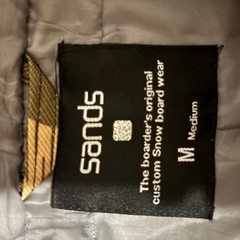 sands
The boarder's original
custom Snow board wear
M Medium